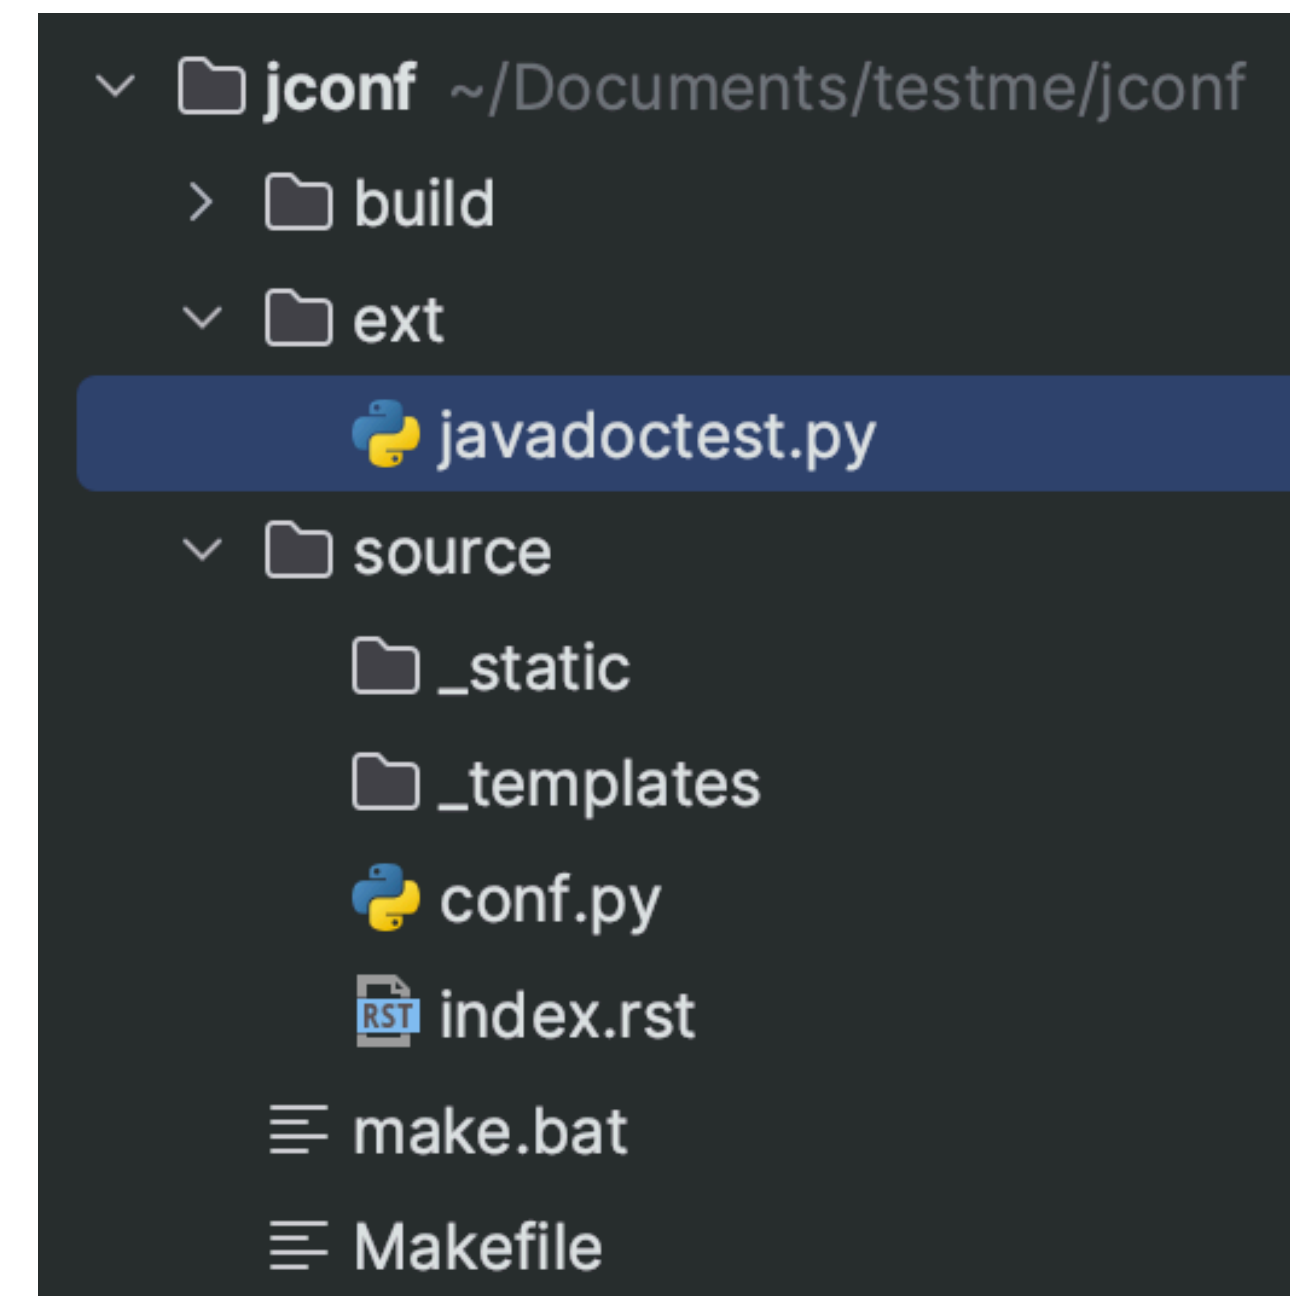 jconf ~/Documents/testme/jconf
build
ext
javadoctest.py
source
_static
_templates
conf.py
RST index.rst
make.bat
Makefile